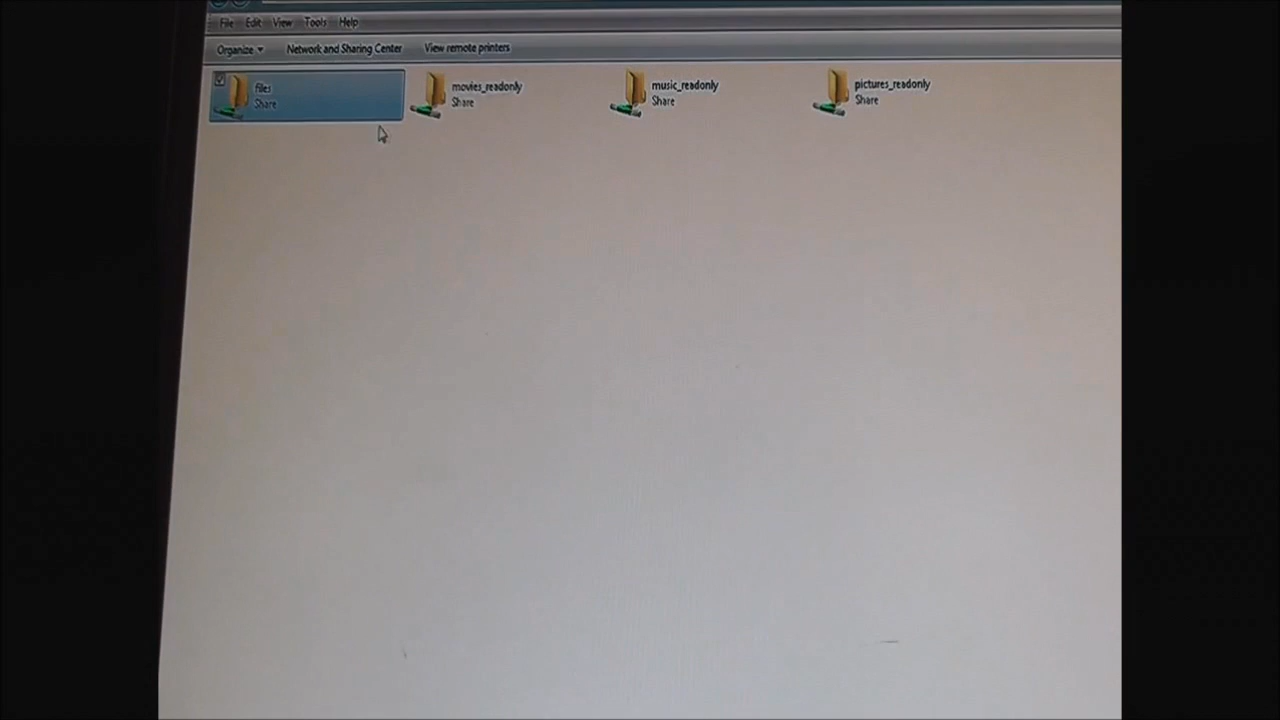 File Edit View Tools Help
Organize Network and Sharing Center View remote printers
files
Share
movies_readonly
Share
music_readonly
Share
pictures_readonly
Share